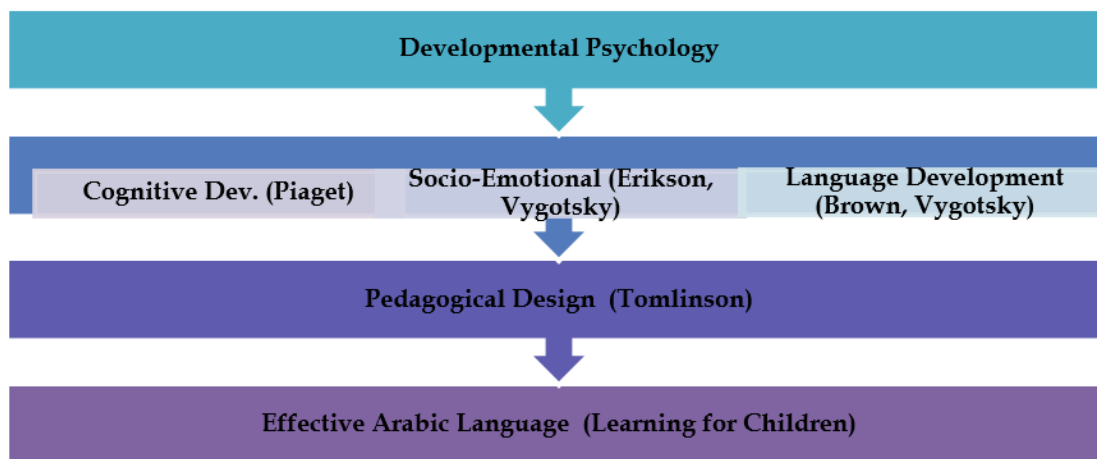 Developmental Psychology
Cognitive Dev. (Piaget)
Socio-Emotional (Erikson,
Vygotsky)
Language Development
(Brown, Vygotsky)
Pedagogical Design (Tomlinson)
Effective Arabic Language (Learning for Children)